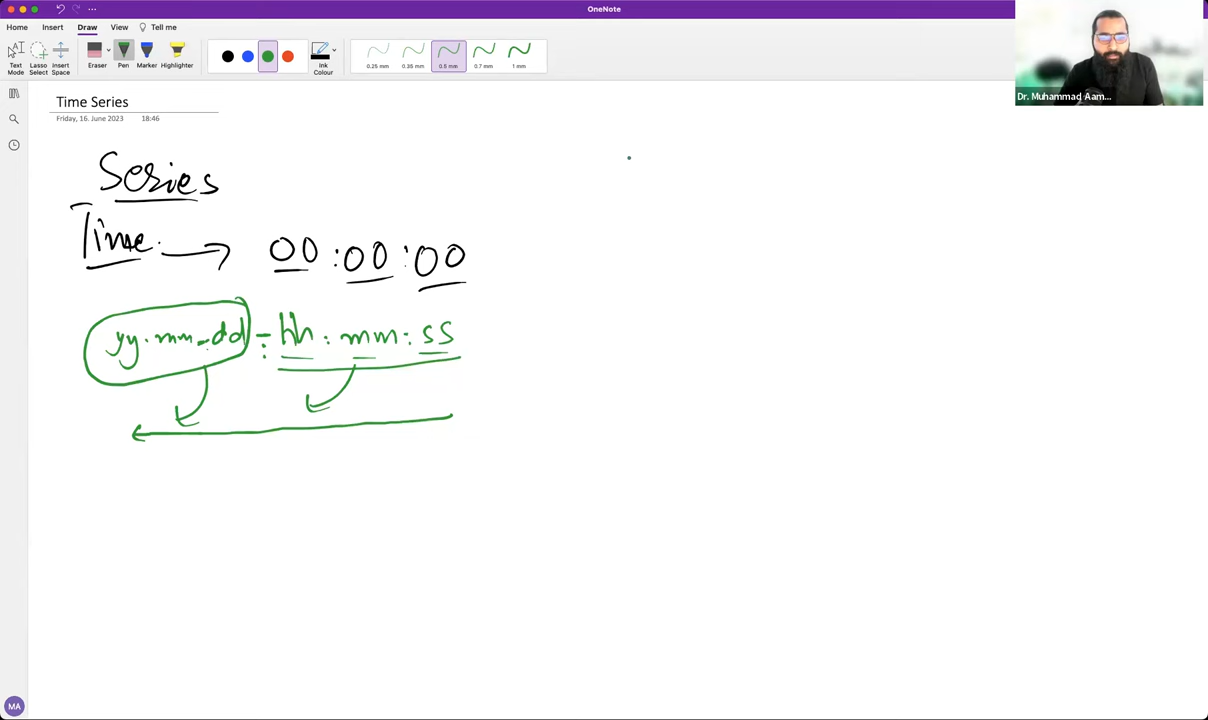 OneNote
Home Insert Draw View Tell me
Text Mode Lasso Select Insert Space Eraser Pen Marker Highlighter Ink Colour 0.25 mm 0.35 mm 0.5 mm 0.7 mm 1 mm
Dr. Muhammad Aam...
Time Series
Friday, 16. June 2023 18:46
Series
Time. → 00:00:00
yy.mm-dd-:hh:mm:ss
MA